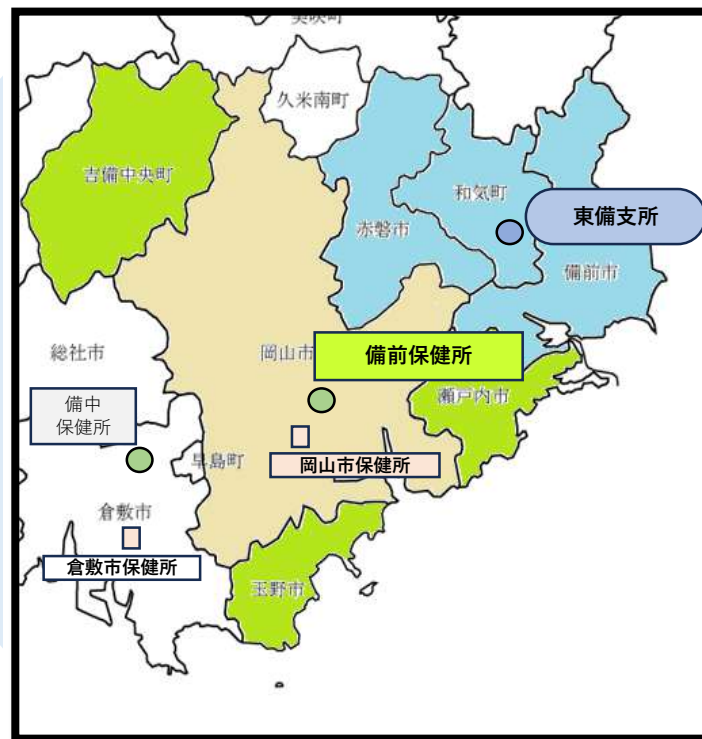 美咲町
久米南町
吉備中央町
和気町
東備支所
赤磐市
備前市
総社市
岡山市
備前保健所
瀬戸内市
備中
保健所
早島町
岡山市保健所
倉敷市
倉敷市保健所
玉野市